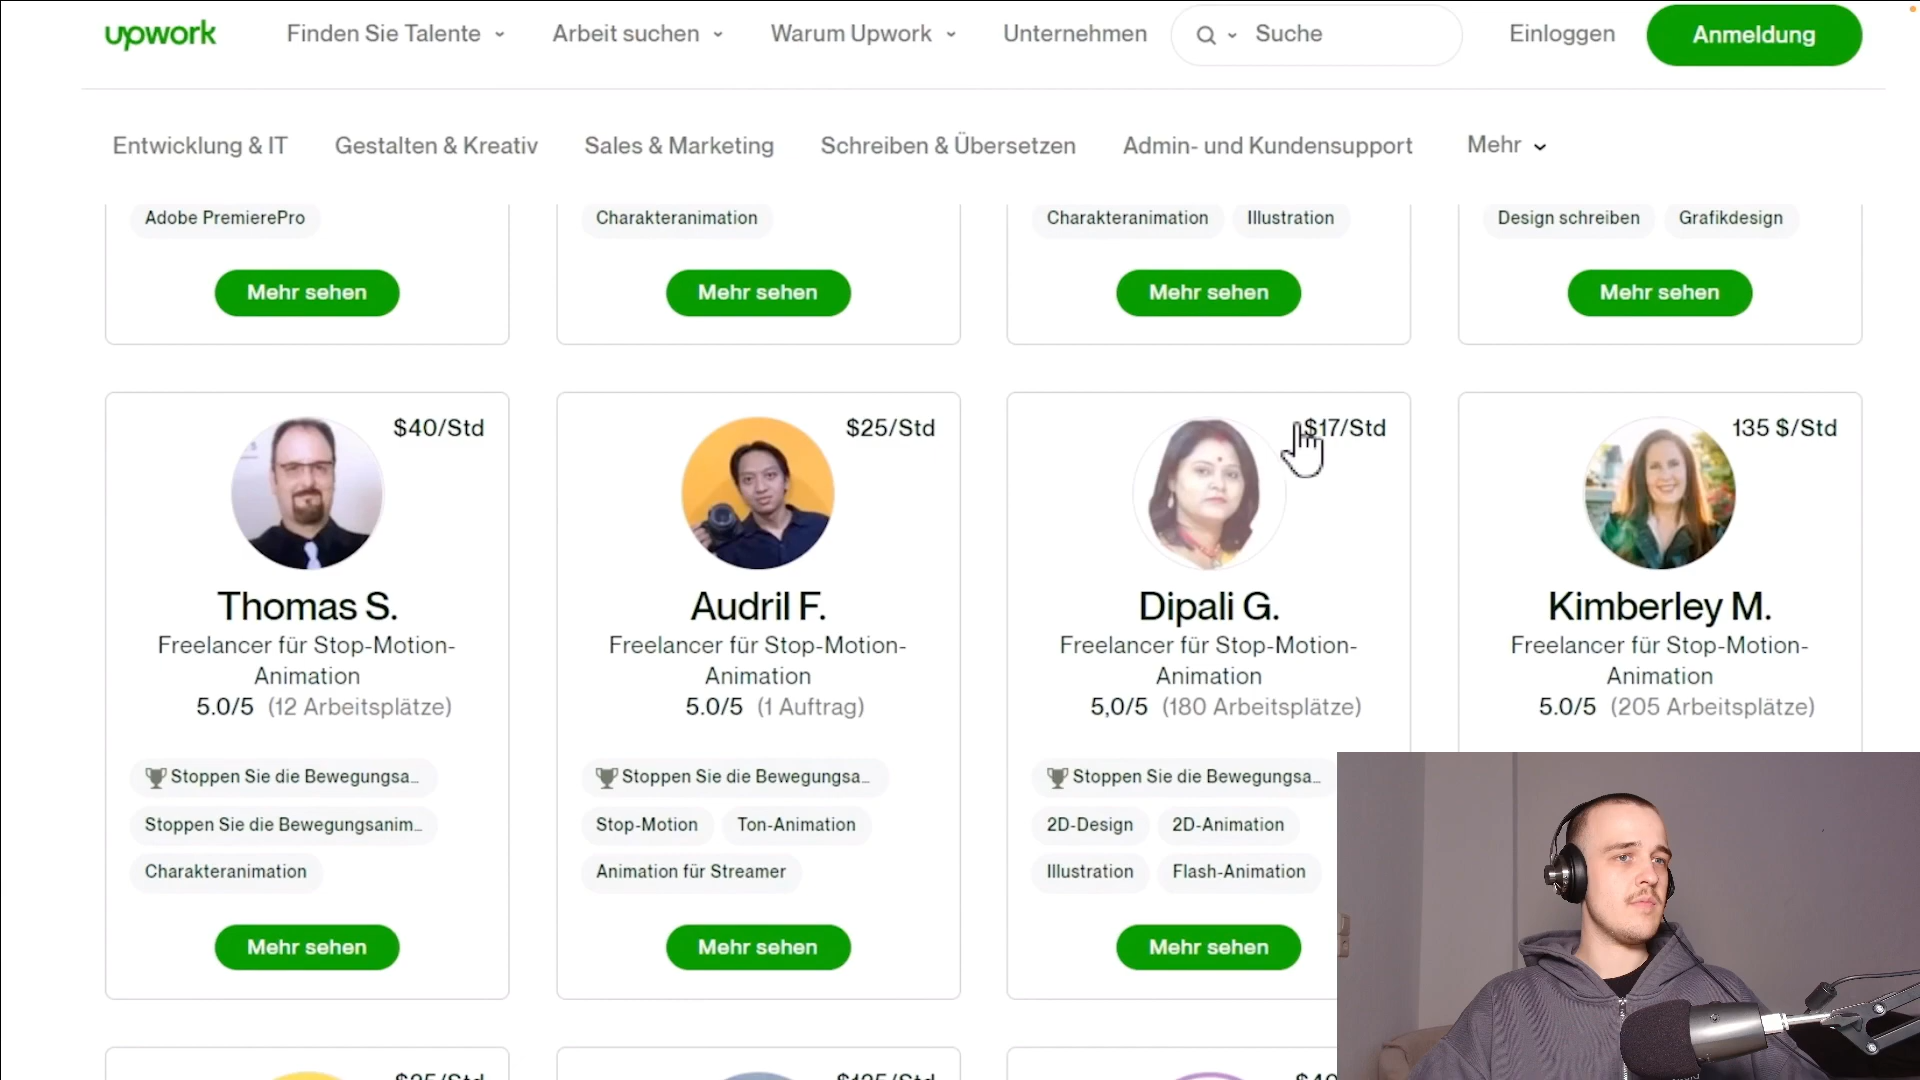 upwork Finden Sie Talente Arbeit suchen Warum Upwork Unternehmen Suche Einloggen Anmeldung
Entwicklung & IT Gestalten & Kreativ Sales & Marketing Schreiben & Übersetzen Admin- und Kundensupport Mehr
Adobe PremierePro
Mehr sehen
Charakteranimation
Mehr sehen
Charakteranimation Illustration
Mehr sehen
Design schreiben Grafikdesign
Mehr sehen
$40/Std
Thomas S.
Freelancer für Stop-Motion-
Animation
5.0/5 (12 Arbeitsplätze)
Stoppen Sie die Bewegungsa...
Stoppen Sie die Bewegungsanim...
Charakteranimation
Mehr sehen
$25/Std
Audril F.
Freelancer für Stop-Motion-
Animation
5.0/5 (1 Auftrag)
Stoppen Sie die Bewegungsa...
Stop-Motion Ton-Animation
Animation für Streamer
Mehr sehen
$17/Std
Dipali G.
Freelancer für Stop-Motion-
Animation
5,0/5 (180 Arbeitsplätze)
Stoppen Sie die Bewegungsa...
2D-Design 2D-Animation
Illustration Flash-Animation
Mehr sehen
135 $/Std
Kimberley M.
Freelancer für Stop-Motion-
Animation
5.0/5 (205 Arbeitsplätze)